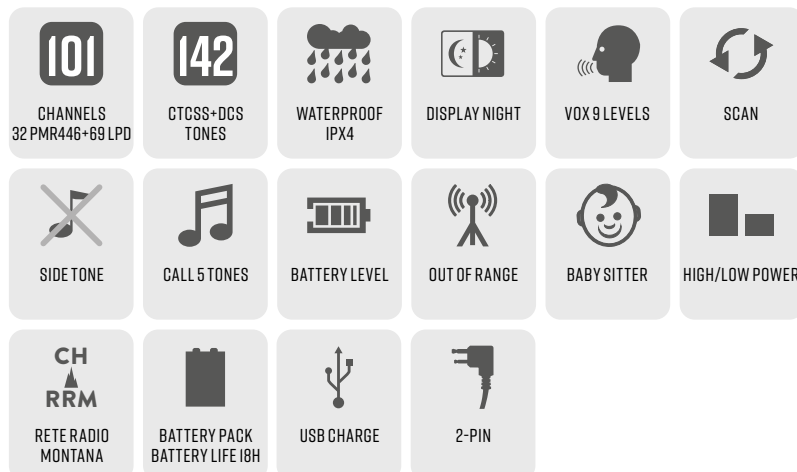 101
CHANNELS
32 PMR446+69 LPD
142
CTCSS+DCS
TONES
WATERPROOF
IPX4
DISPLAY NIGHT
VOX 9 LEVELS
SCAN
SIDE TONE
CALL 5 TONES
BATTERY LEVEL
OUT OF RANGE
BABY SITTER
HIGH/LOW POWER
CH
RRM
RETE RADIO
MONTANA
BATTERY PACK
BATTERY LIFE 18H
USB CHARGE
2-PIN